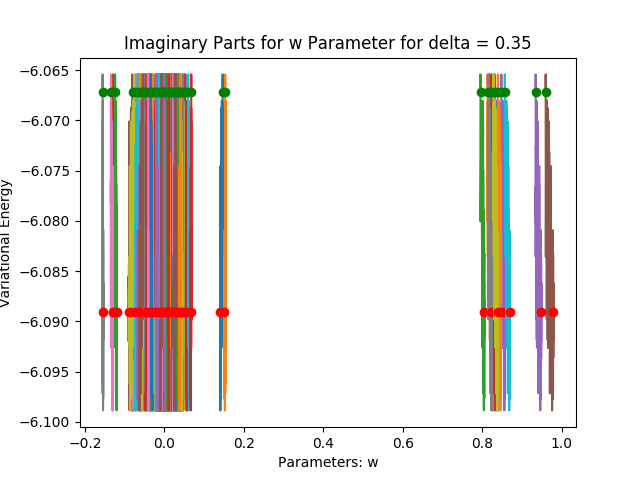 Imaginary Parts for w Parameter for delta = 0.35
−6.065
−6.070
−6.075
−6.080
−6.085
−6.090
−6.095
−6.100
Variational Energy
−0.2 0.0 0.2 0.4 0.6 0.8 1.0
Parameters: w